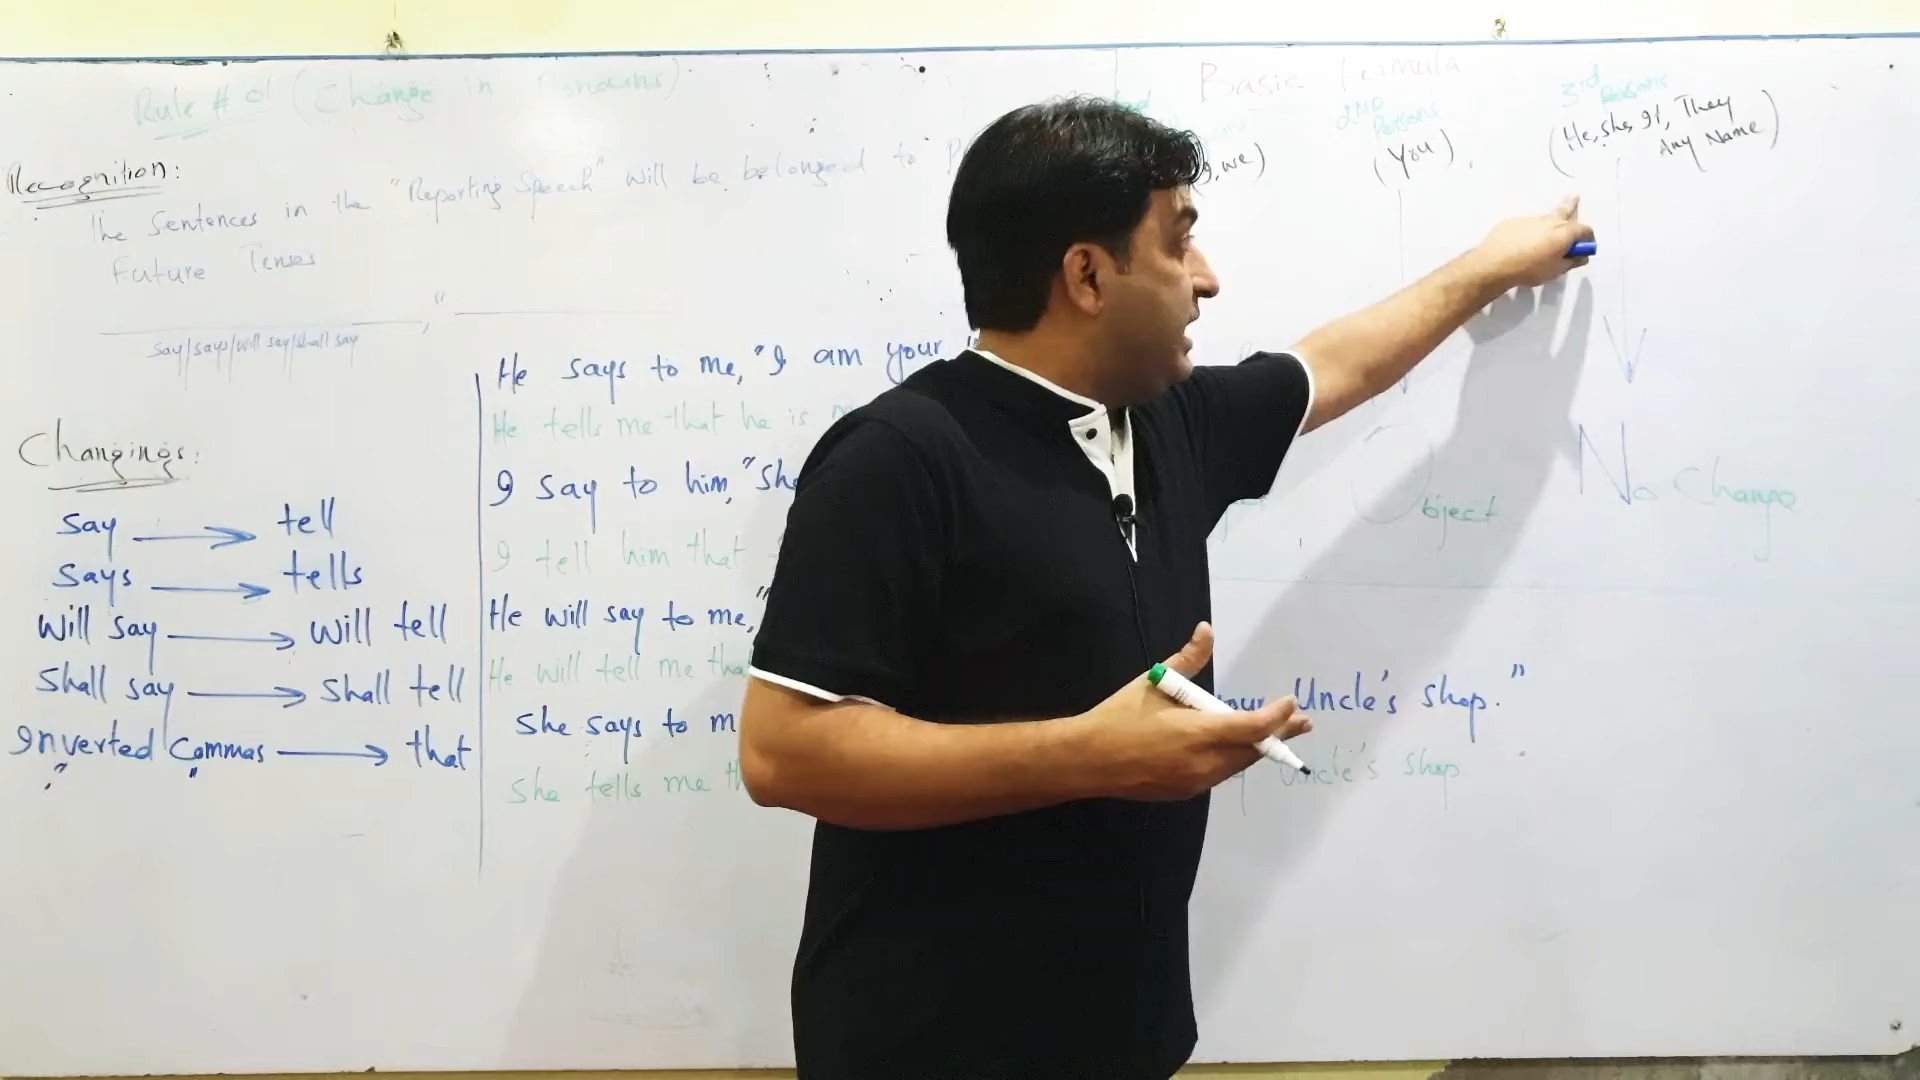 Rule # 01 (Change in Pronouns)
Recognition:
The Sentences in the "Reporting Speech" will be belonged to
Future Tenses
"
say/says/will say/shall say
Changings:
say → tell
says → tells
will say → will tell
Shall say → shall tell
Inverted Commas → that
" "
He says to me, "I am your
He tells me that he is
I say to him, "She
I tell him that
He will say to me, "
He will tell me that
She says to m
your Uncle's shop."
She tells me th
Uncle's shop
Basic Formula
(I, we)
2ND Persons
(You)
3rd Persons
(He, She, It, They
Any Name)
Object
No Change